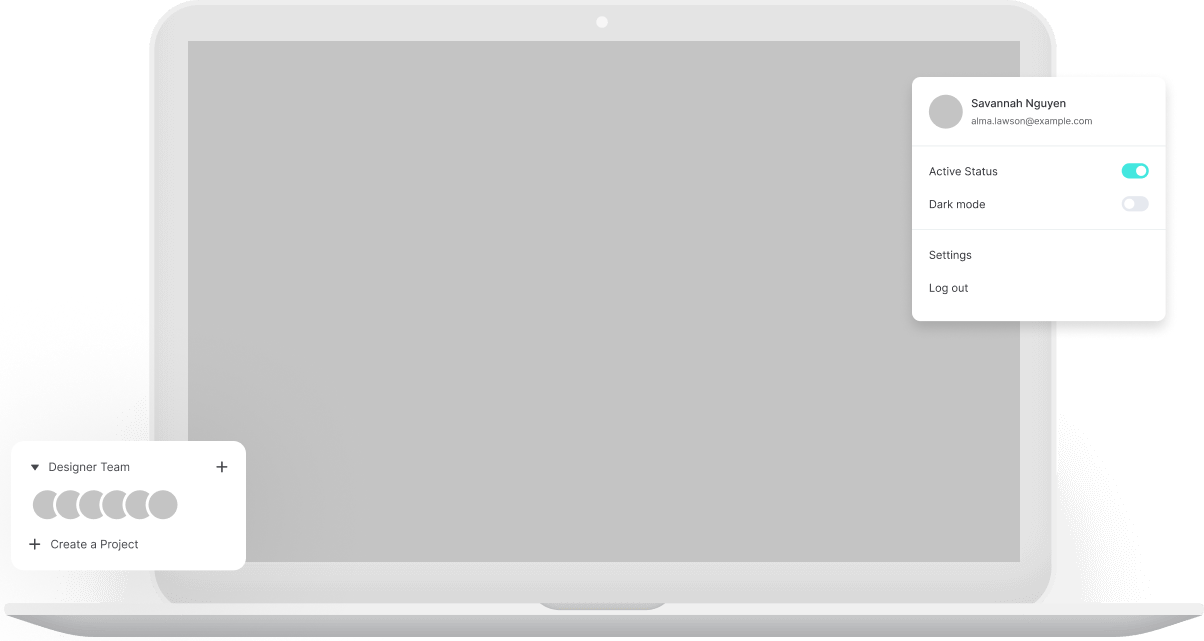 Savannah Nguyen
alma.lawson@example.com
Active Status
Dark mode
Settings
Log out
Designer Team
Create a Project